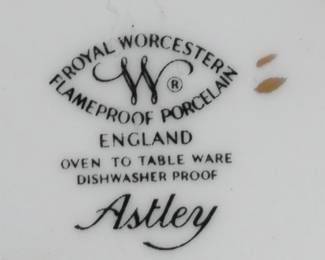 ROYAL WORCESTER
W®
FLAMEPROOF PORCELAIN
ENGLAND
OVEN TO TABLE WARE
DISHWASHER PROOF
Astley